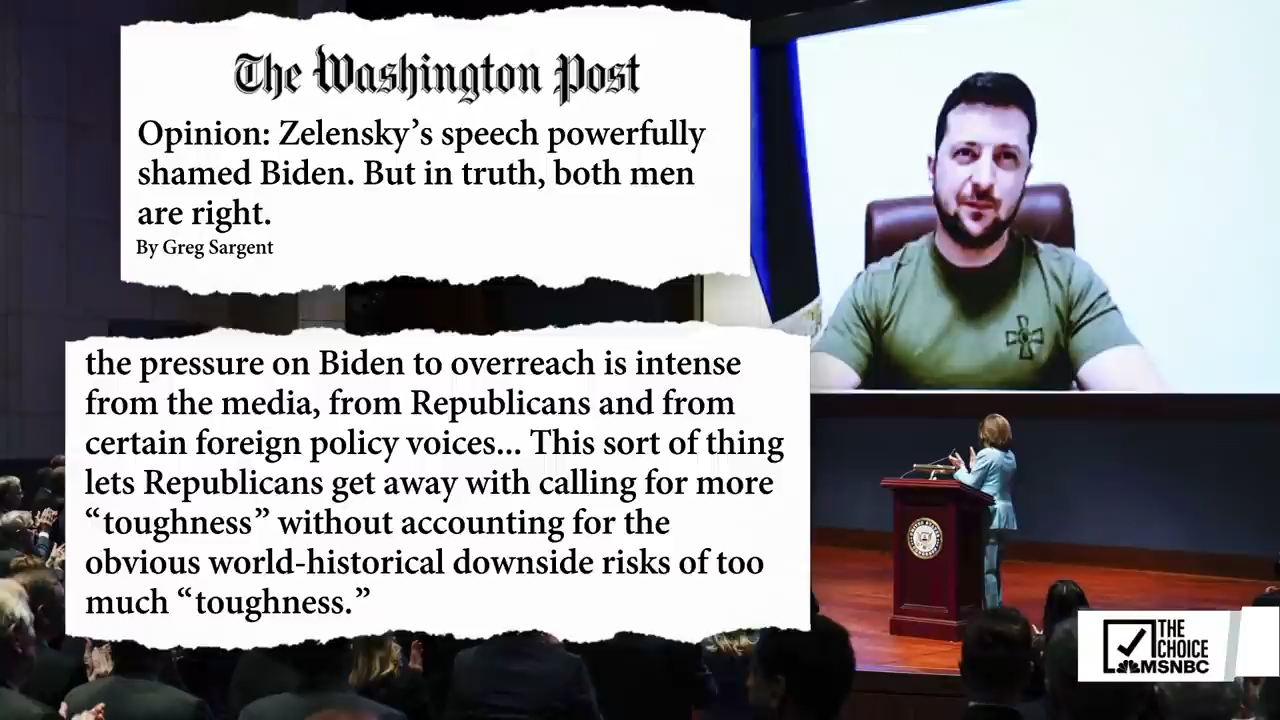 The Washington Post
Opinion: Zelensky’s speech powerfully
shamed Biden. But in truth, both men
are right.
By Greg Sargent
the pressure on Biden to overreach is intense
from the media, from Republicans and from
certain foreign policy voices... This sort of thing
lets Republicans get away with calling for more
“toughness” without accounting for the
obvious world-historical downside risks of too
much “toughness.”
THE
CHOICE
MSNBC